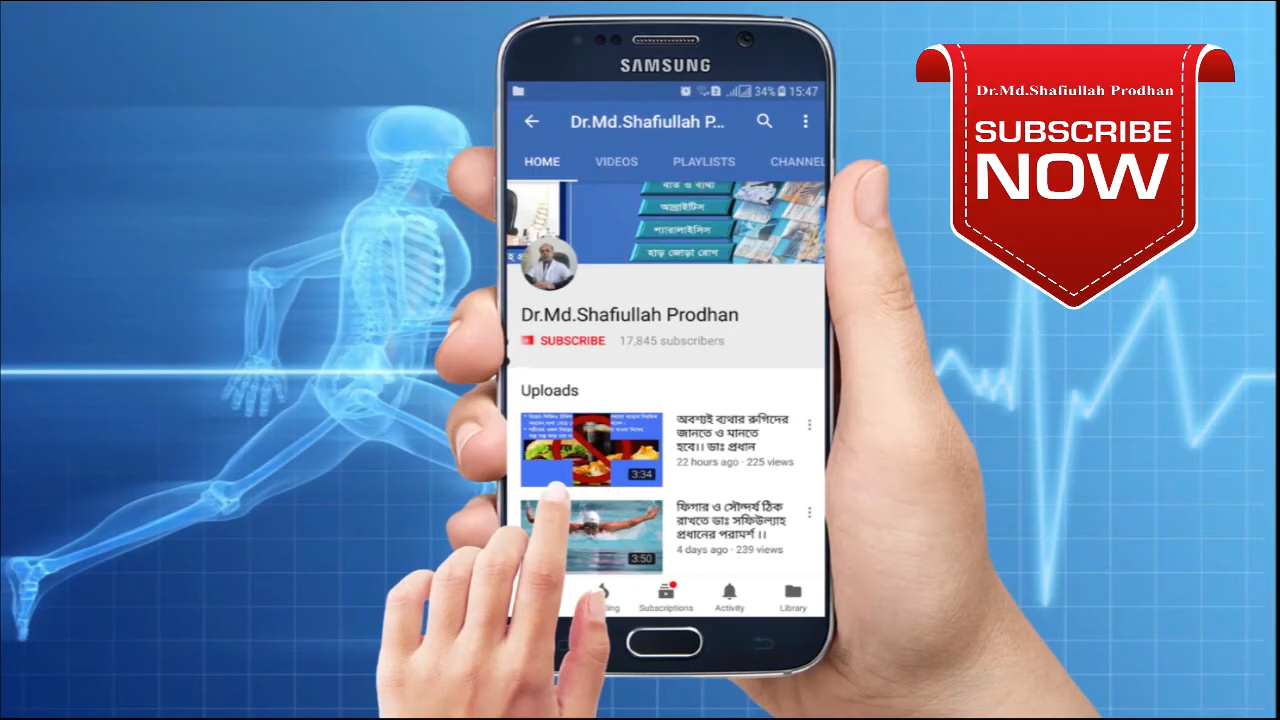 SAMSUNG
34% 15:47
Dr.Md.Shafiullah P...
HOME VIDEOS PLAYLISTS CHANNEL
বাত ও ব্যথা
আর্থ্রাইটিস
প্যারালাইসিস
হাড় জোড়া রোগ
Dr.Md.Shafiullah Prodhan
SUBSCRIBE 17,845 subscribers
Uploads
অবশ্যই ব্যথার রুগিদের
জানতে ও মানতে
হবে।। ডাঃ প্রধান
22 hours ago · 225 views
3:34
ফিগার ও সৌন্দর্য ঠিক
রাখতে ডাঃ সফিউল্যাহ
প্রধানের পরামর্শ ।।
4 days ago · 239 views
3:50
Subscriptions Activity Library
Dr.Md.Shafiullah Prodhan
SUBSCRIBE
NOW